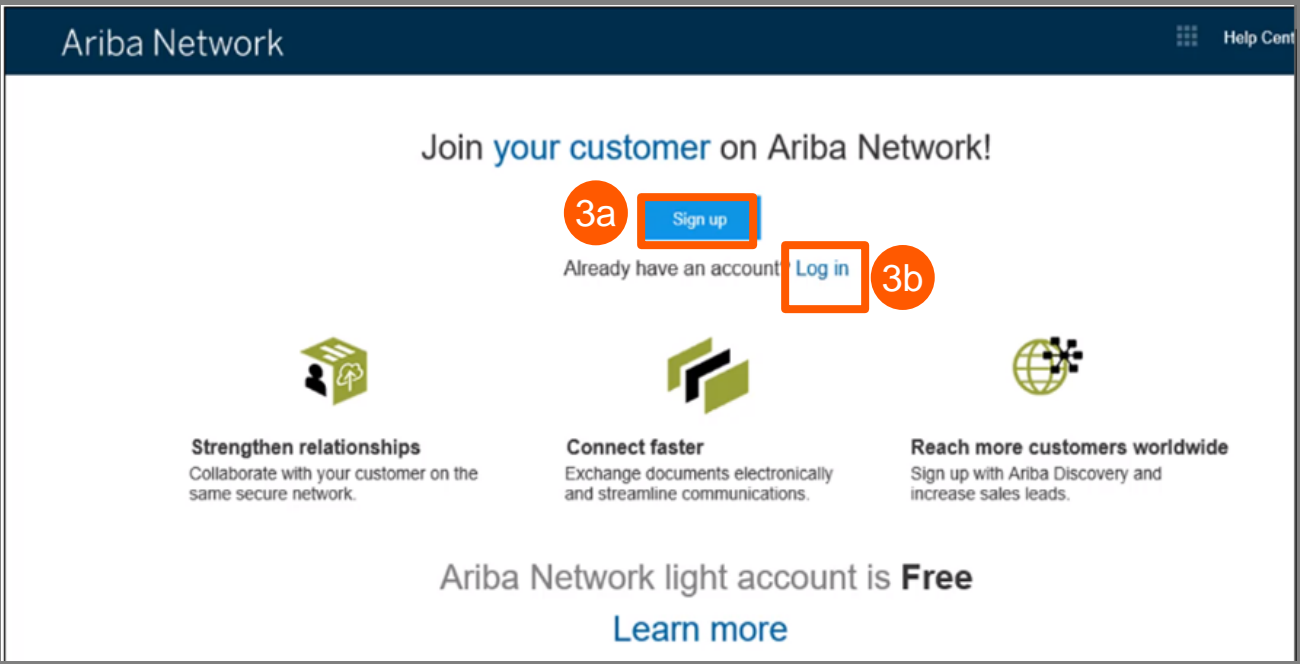 Ariba Network
Help Cent
Join your customer on Ariba Network!
3a
Sign up
Already have an account? Log in
3b
Strengthen relationships
Collaborate with your customer on the
same secure network.
Connect faster
Exchange documents electronically
and streamline communications.
Reach more customers worldwide
Sign up with Ariba Discovery and
increase sales leads.
Ariba Network light account is Free
Learn more